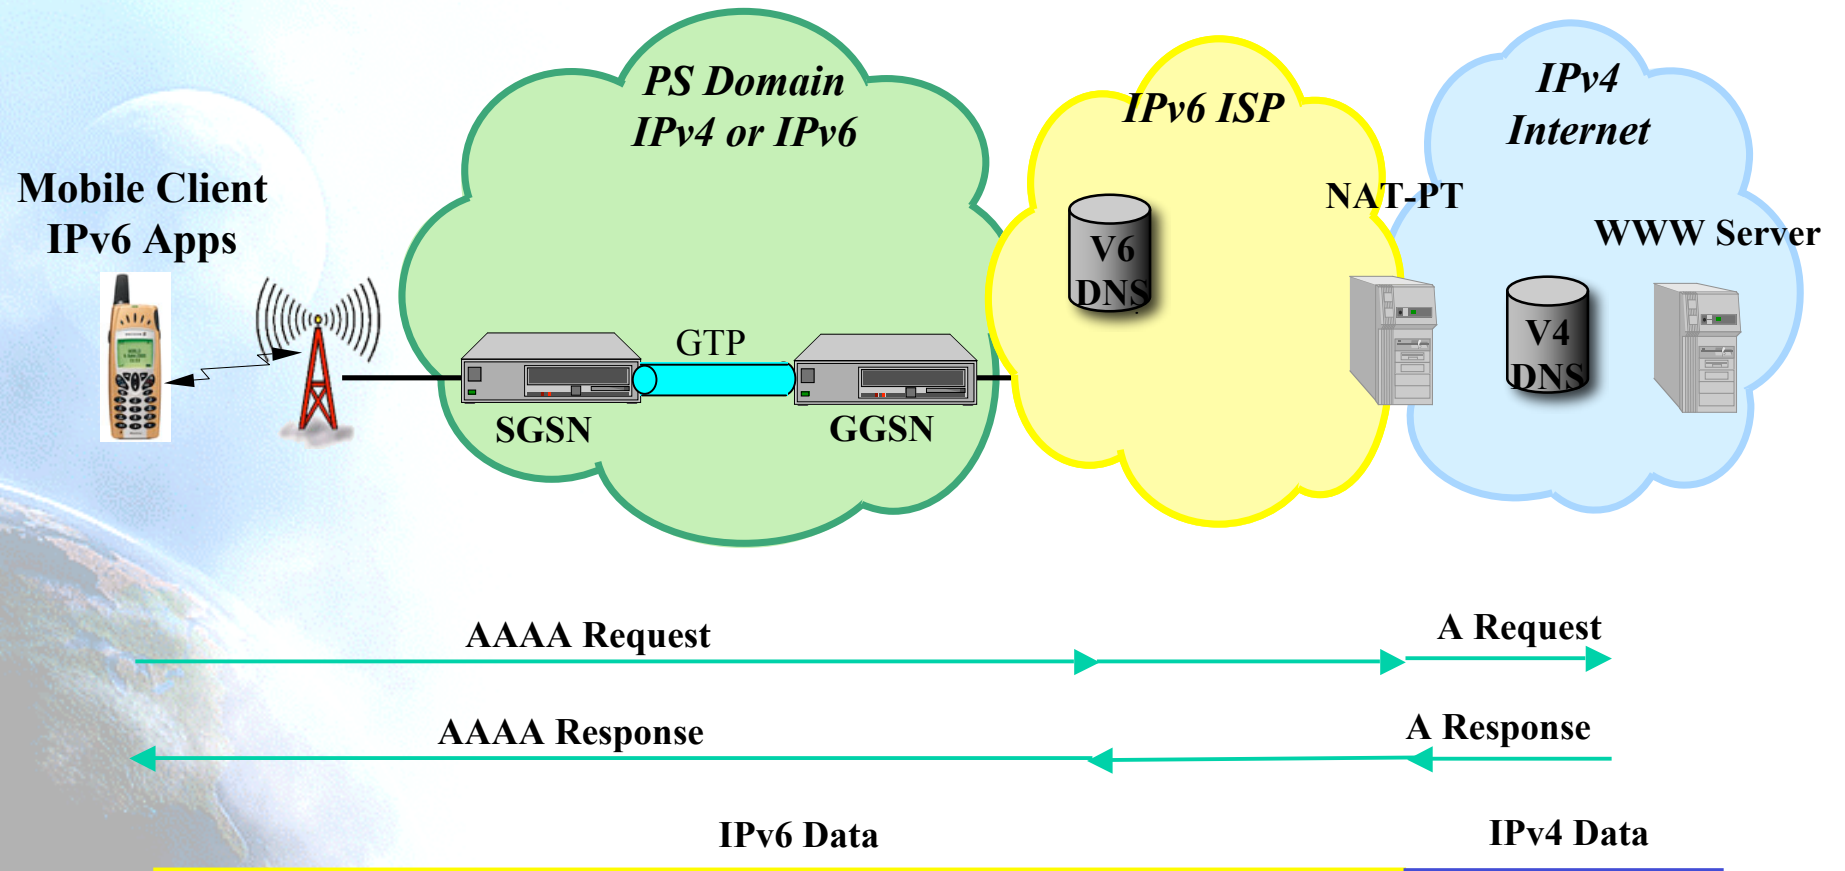 PS Domain
IPv4 or IPv6
IPv6 ISP
IPv4
Internet
Mobile Client
IPv6 Apps
NAT-PT
WWW Server
V6
DNS
V4
DNS
GTP
SGSN
GGSN
AAAA Request
A Request
AAAA Response
A Response
IPv6 Data
IPv4 Data